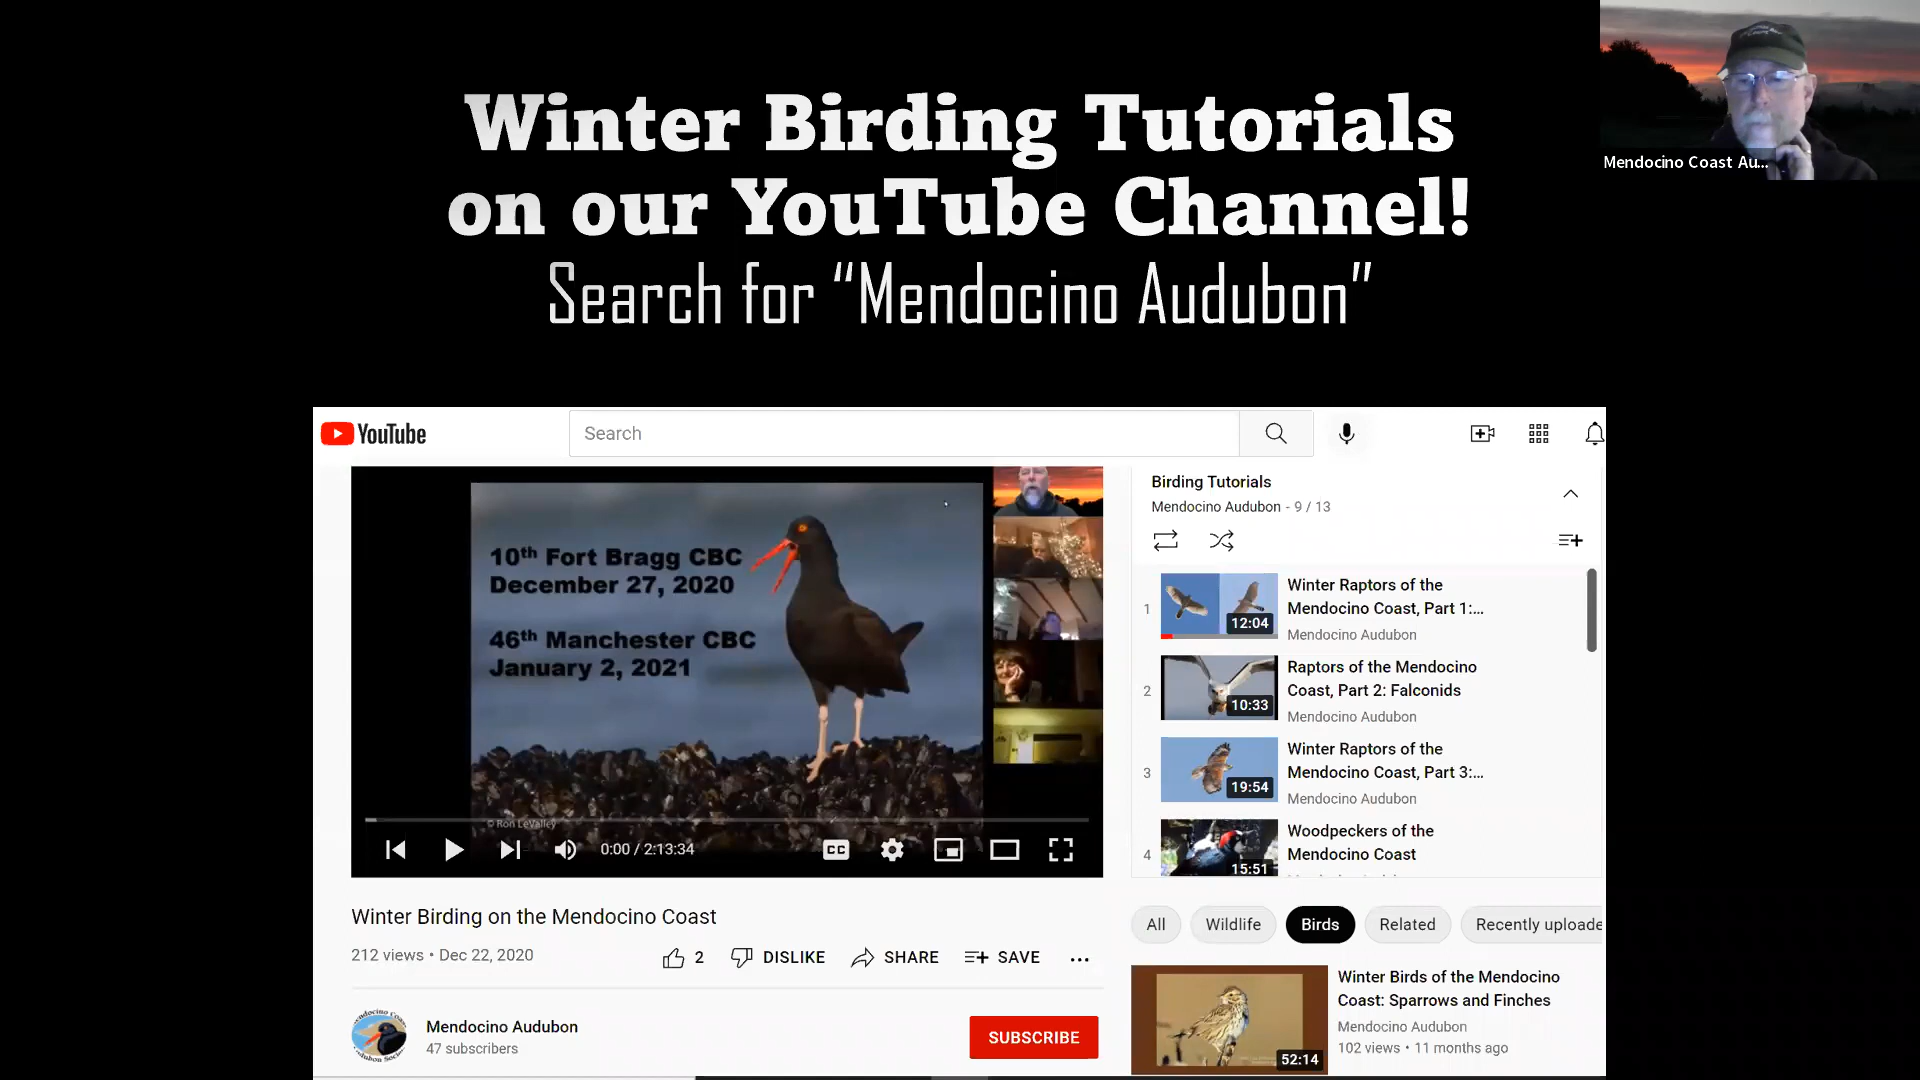 Winter Birding Tutorials
on our YouTube Channel!
Search for “Mendocino Audubon”
Mendocino Coast Au...
YouTube
Search
10th Fort Bragg CBC
December 27, 2020
46th Manchester CBC
January 2, 2021
© Ron LeValley
0:00 / 2:13:34
CC
Winter Birding on the Mendocino Coast
212 views • Dec 22, 2020
2
DISLIKE
SHARE
SAVE
...
Mendocino Audubon
47 subscribers
SUBSCRIBE
Birding Tutorials
Mendocino Audubon - 9 / 13
1
12:04
Winter Raptors of the
Mendocino Coast, Part 1:...
Mendocino Audubon
2
10:33
Raptors of the Mendocino
Coast, Part 2: Falconids
Mendocino Audubon
3
19:54
Winter Raptors of the
Mendocino Coast, Part 3:...
Mendocino Audubon
4
15:51
Woodpeckers of the
Mendocino Coast
All
Wildlife
Birds
Related
Recently uploade
52:14
Winter Birds of the Mendocino
Coast: Sparrows and Finches
Mendocino Audubon
102 views • 11 months ago